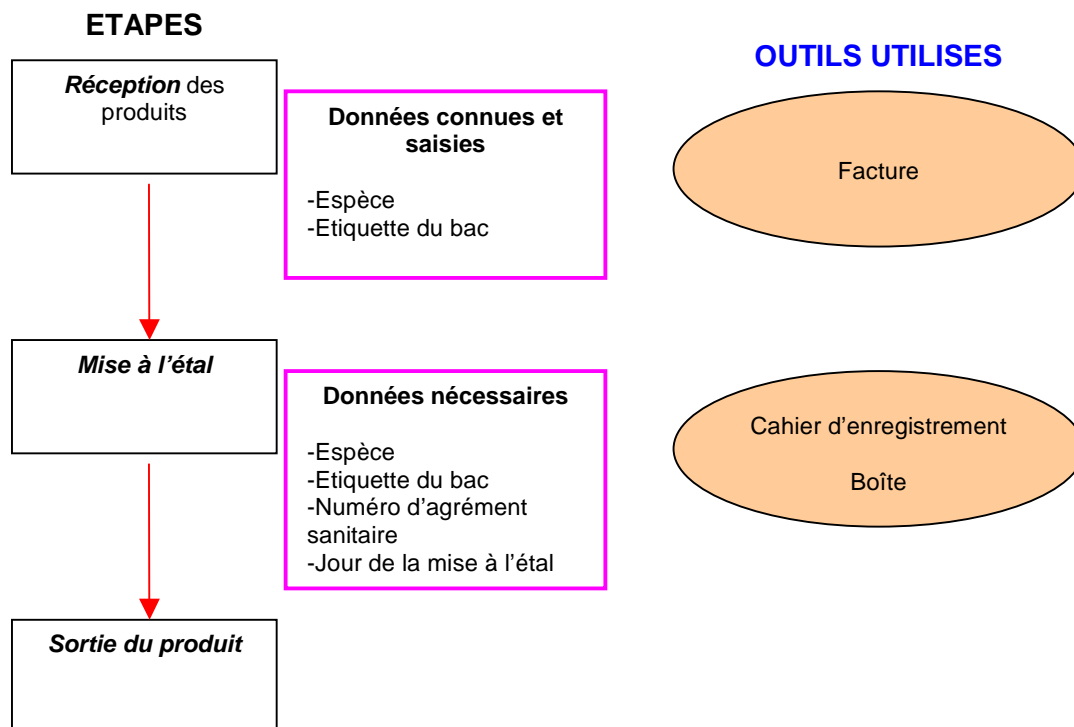 ETAPES
OUTILS UTILISES
Réception des
produits
Données connues et
saisies
-Espèce
-Etiquette du bac
Facture
Mise à l’étal
Données nécessaires
-Espèce
-Etiquette du bac
-Numéro d’agrément
sanitaire
-Jour de la mise à l’étal
Cahier d’enregistrement
Boîte
Sortie du produit